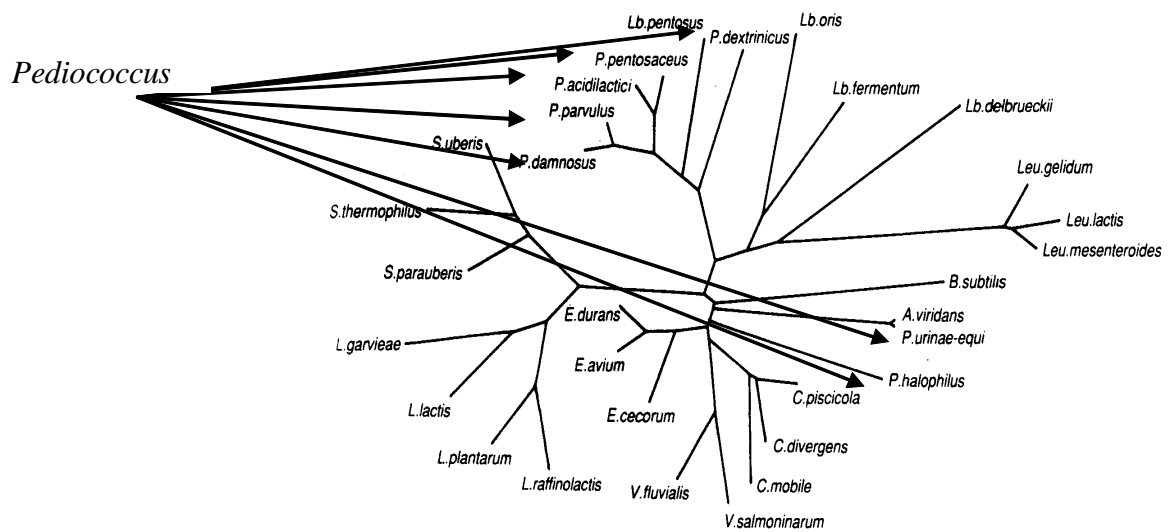 Lb.pentosus
Lb.oris
P.dextrinicus
Pediococcus
P.pentosaceus
P.acidilactici
Lb.fermentum
P.parvulus
Lb.delbrueckii
S.uberis
P.damnosus
Leu.gelidum
S.thermophilus
Leu.lactis
Leu.mesenteroides
S.parauberis
B.subtilis
E.durans
A.viridans
P.urinae-equi
L.garvieae
E.avium
P.halophilus
C.piscicola
L.lactis
E.cecorum
C.divergens
L.plantarum
L.raffinolactis
V.fluvialis
C.mobile
V.salmoninarum